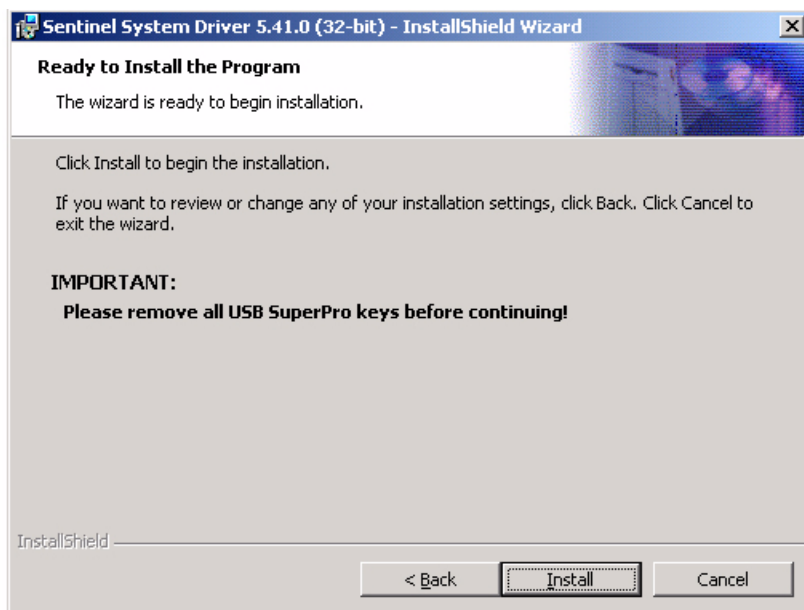 Sentinel System Driver 5.41.0 (32-bit) - InstallShield Wizard
Ready to Install the Program
The wizard is ready to begin installation.
Click Install to begin the installation.
If you want to review or change any of your installation settings, click Back. Click Cancel to
exit the wizard.
IMPORTANT:
Please remove all USB SuperPro keys before continuing!
InstallShield
< Back Install Cancel